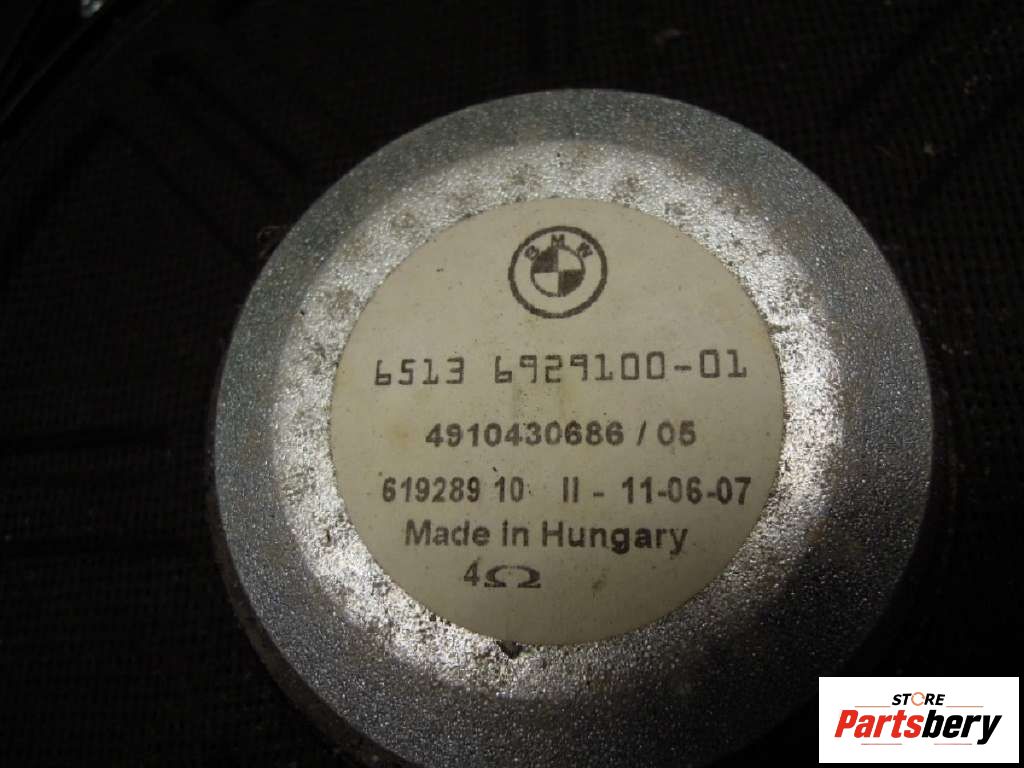 BMW
6513 6929100-01
4910430686 / 05
619289 10 II - 11-06-07
Made in Hungary
4Ω
STORE
Partsbery